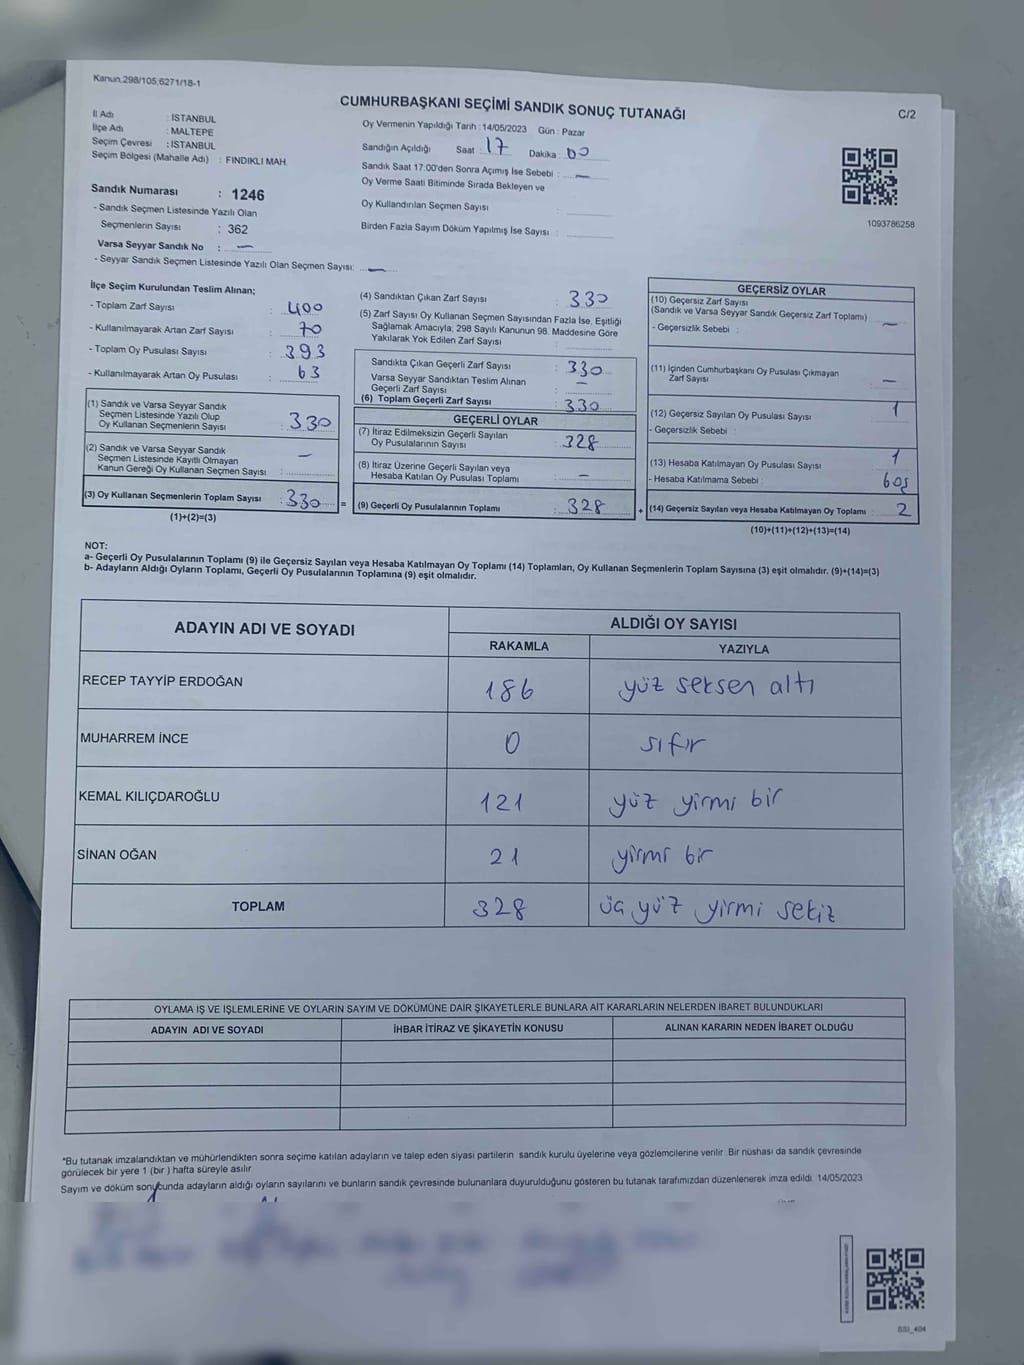 Kanun.298/105,6271/18-1
CUMHURBAŞKANI SEÇİMİ SANDIK SONUÇ TUTANAĞI
C/2
İl Adı : İSTANBUL
İlçe Adı : MALTEPE
Seçim Çevresi : İSTANBUL
Seçim Bölgesi (Mahalle Adı) : FINDIKLI MAH.
Oy Vermenin Yapıldığı Tarih : 14/05/2023 Gün : Pazar
Sandığın Açıldığı Saat : 17 Dakika : 00
Sandık Saat 17:00'den Sonra Açımış İse Sebebi : —
Oy Verme Saati Bitiminde Sırada Bekleyen ve
Oy Kullandırılan Seçmen Sayısı :
Birden Fazla Sayım Döküm Yapılmış İse Sayısı :
1093786258
Sandık Numarası : 1246
- Sandık Seçmen Listesinde Yazılı Olan
Seçmenlerin Sayısı : 362
Varsa Seyyar Sandık No : —
- Seyyar Sandık Seçmen Listesinde Yazılı Olan Seçmen Sayısı: —
İlçe Seçim Kurulundan Teslim Alınan;
- Toplam Zarf Sayısı : 400
- Kullanılmayarak Artan Zarf Sayısı : 70
- Toplam Oy Pusulası Sayısı : 393
- Kullanılmayarak Artan Oy Pusulası : 63
(1) Sandık ve Varsa Seyyar Sandık
Seçmen Listesinde Yazılı Olup
Oy Kullanan Seçmenlerin Sayısı : 330
(2) Sandık ve Varsa Seyyar Sandık
Seçmen Listesinde Kayıtlı Olmayan
Kanun Gereği Oy Kullanan Seçmen Sayısı : —
(3) Oy Kullanan Seçmenlerin Toplam Sayısı : 330 =
(1)+(2)=(3)
(4) Sandıktan Çıkan Zarf Sayısı : 330
(5) Zarf Sayısı Oy Kullanan Seçmen Sayısından Fazla İse, Eşitliği
Sağlamak Amacıyla; 298 Sayılı Kanunun 98. Maddesine Göre
Yakılarak Yok Edilen Zarf Sayısı :
Sandıkta Çıkan Geçerli Zarf Sayısı : 330
Varsa Seyyar Sandıktan Teslim Alınan
Geçerli Zarf Sayısı : —
(6) Toplam Geçerli Zarf Sayısı : 330
GEÇERLİ OYLAR
(7) İtiraz Edilmeksizin Geçerli Sayılan
Oy Pusulalarının Sayısı : 328
(8) İtiraz Üzerine Geçerli Sayılan veya
Hesaba Katılan Oy Pusulası Toplamı : —
(9) Geçerli Oy Pusulalarının Toplamı : 328 +
GEÇERSİZ OYLAR
(10) Geçersiz Zarf Sayısı
(Sandık ve Varsa Seyyar Sandık Geçersiz Zarf Toplamı) : —
- Geçersizlik Sebebi :
(11) İçinden Cumhurbaşkanı Oy Pusulası Çıkmayan
Zarf Sayısı —
(12) Geçersiz Sayılan Oy Pusulası Sayısı 1
- Geçersizlik Sebebi :
(13) Hesaba Katılmayan Oy Pusulası Sayısı 1
- Hesaba Katılmama Sebebi : boş
(14) Geçersiz Sayılan veya Hesaba Katılmayan Oy Toplamı : 2
(10)+(11)+(12)+(13)=(14)
NOT:
a- Geçerli Oy Pusulalarının Toplamı (9) ile Geçersiz Sayılan veya Hesaba Katılmayan Oy Toplamı (14) Toplamları, Oy Kullanan Seçmenlerin Toplam Sayısına (3) eşit olmalıdır. (9)+(14)=(3)
b- Adayların Aldığı Oyların Toplamı, Geçerli Oy Pusulalarının Toplamına (9) eşit olmalıdır.
ADAYIN ADI VE SOYADI ALDIĞI OY SAYISI
RAKAMLA YAZIYLA
RECEP TAYYİP ERDOĞAN 186 yüz seksen altı
MUHARREM İNCE 0 sıfır
KEMAL KILIÇDAROĞLU 121 yüz yirmi bir
SİNAN OĞAN 21 yirmi bir
TOPLAM 328 üç yüz yirmi sekiz
OYLAMA İŞ VE İŞLEMLERİNE VE OYLARIN SAYIM VE DÖKÜMÜNE DAİR ŞİKAYETLERLE BUNLARA AİT KARARLARIN NELERDEN İBARET BULUNDUKLARI
ADAYIN ADI VE SOYADI İHBAR İTİRAZ VE ŞİKAYETİN KONUSU ALINAN KARARIN NEDEN İBARET OLDUĞU
*Bu tutanak imzalandıktan ve mühürlendikten sonra seçime katılan adayların ve talep eden siyasi partilerin sandık kurulu üyelerine veya gözlemcilerine verilir. Bir nüshası da sandık çevresinde
görülecek bir yere 1 (bir ) hafta süreyle asılır.
Sayım ve döküm sonucunda adayların aldığı oyların sayılarını ve bunların sandık çevresinde bulunanlara duyurulduğunu gösteren bu tutanak tarafımızdan düzenlenerek imza edildi. 14/05/2023